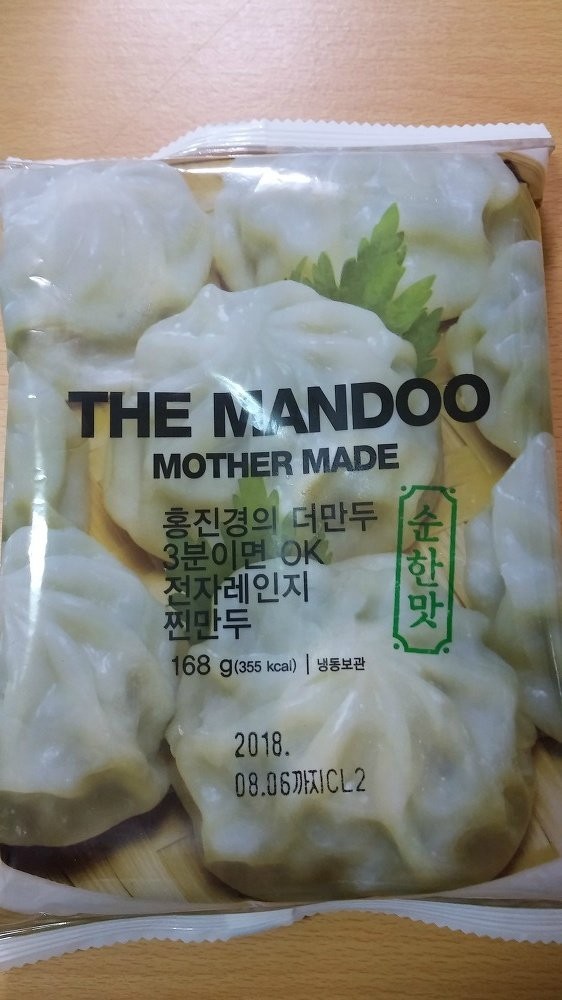 THE MANDOO
MOTHER MADE
홍진경의 더만두
3분이면 OK
전자레인지
찐만두
순한맛
168 g(355 kcal) | 냉동보관
2018.
08.06까지CL2